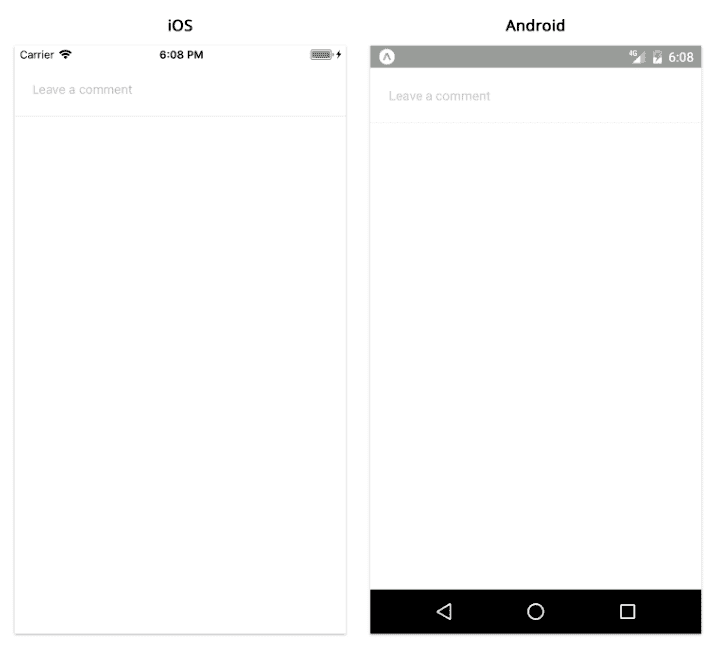 iOS
Android
Carrier 6:08 PM
4G 6:08
Leave a comment
Leave a comment